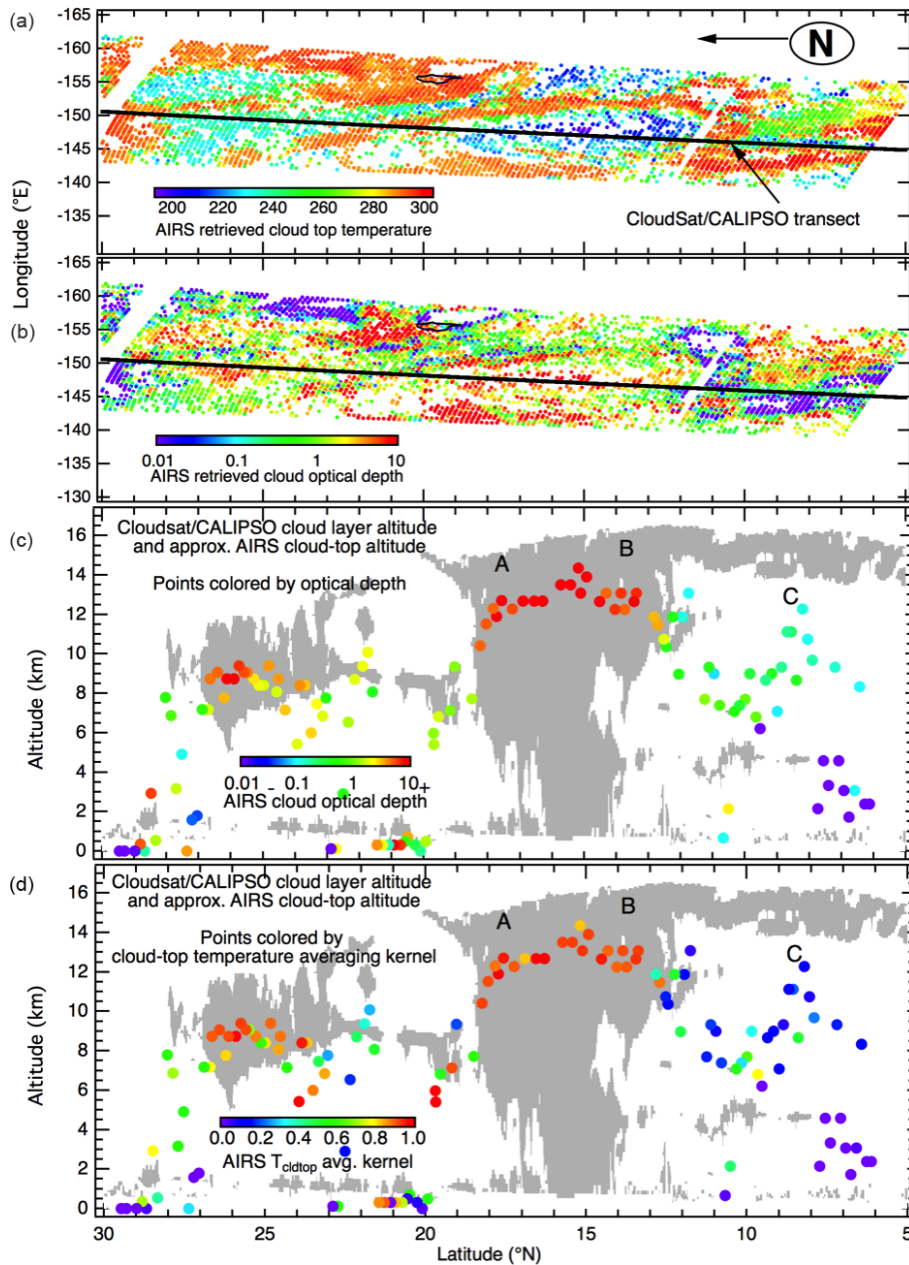 (a)
-165
-160
-155
-150
-145
-140
-135
N
200 220 240 260 280 300
AIRS retrieved cloud top temperature
CloudSat/CALIPSO transect
Longitude (°E)
(b)
-165
-160
-155
-150
-145
-140
-135
-130
0.01 0.1 1 10
AIRS retrieved cloud optical depth
(c)
Cloudsat/CALIPSO cloud layer altitude
and approx. AIRS cloud-top altitude
Points colored by optical depth
A
B
C
16
14
12
10
8
6
4
2
0
Altitude (km)
0.01 0.1 1 10+
AIRS cloud optical depth
(d)
Cloudsat/CALIPSO cloud layer altitude
and approx. AIRS cloud-top altitude
Points colored by
cloud-top temperature averaging kernel
A
B
C
16
14
12
10
8
6
4
2
0
Altitude (km)
0.0 0.2 0.4 0.6 0.8 1.0
AIRS Tcldtop avg. kernel
30 25 20 15 10 5
Latitude (°N)